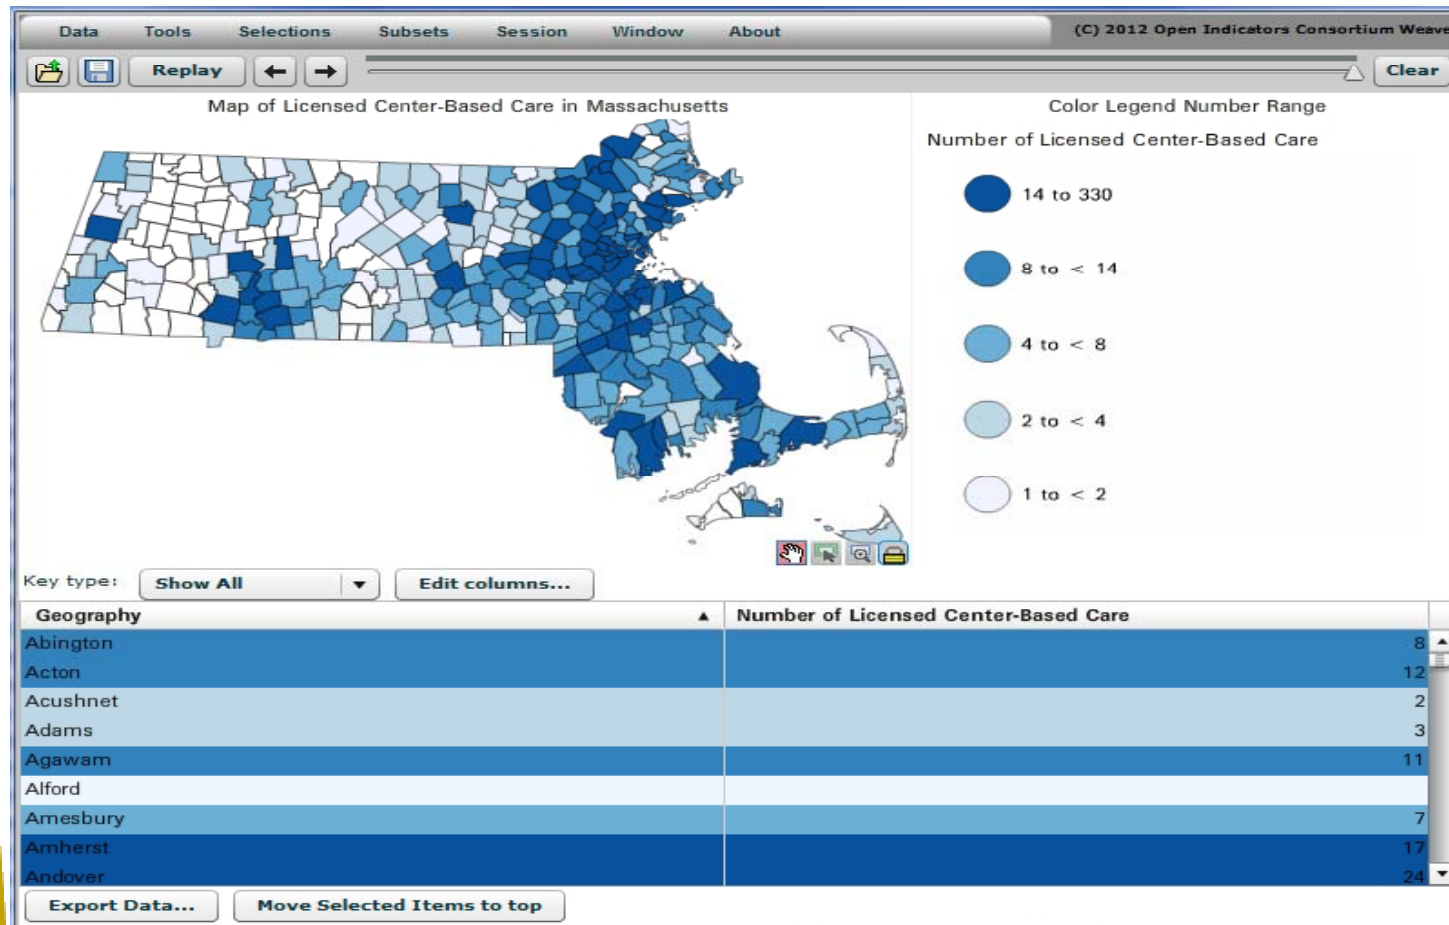 Data Tools Selections Subsets Session Window About (C) 2012 Open Indicators Consortium Weave
Replay Clear
Map of Licensed Center-Based Care in Massachusetts
Color Legend Number Range
Number of Licensed Center-Based Care
14 to 330
8 to < 14
4 to < 8
2 to < 4
1 to < 2
Key type: Show All Edit columns...
Geography Number of Licensed Center-Based Care
Abington 8
Acton 12
Acushnet 2
Adams 3
Agawam 11
Alford
Amesbury 7
Amherst 17
Andover 24
Export Data... Move Selected Items to top